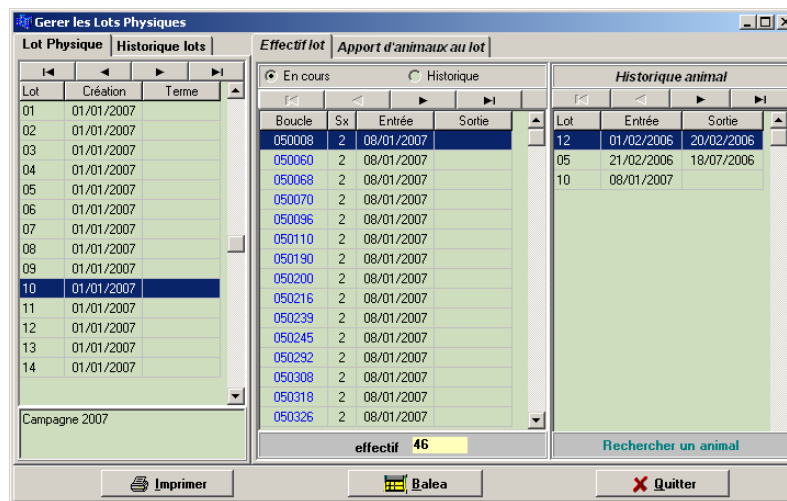 Gerer les Lots Physiques
Lot Physique Historique lots
Lot Création Terme
01 01/01/2007
02 01/01/2007
03 01/01/2007
04 01/01/2007
05 01/01/2007
06 01/01/2007
07 01/01/2007
08 01/01/2007
09 01/01/2007
10 01/01/2007
11 01/01/2007
12 01/01/2007
13 01/01/2007
14 01/01/2007
Campagne 2007
Effectif lot Apport d'animaux au lot
En cours Historique
Boucle Sx Entrée Sortie
050008 2 08/01/2007
050060 2 08/01/2007
050068 2 08/01/2007
050070 2 08/01/2007
050096 2 08/01/2007
050110 2 08/01/2007
050190 2 08/01/2007
050200 2 08/01/2007
050216 2 08/01/2007
050239 2 08/01/2007
050245 2 08/01/2007
050292 2 08/01/2007
050308 2 08/01/2007
050318 2 08/01/2007
050326 2 08/01/2007
effectif 46
Historique animal
Lot Entrée Sortie
12 01/02/2006 20/02/2006
05 21/02/2006 18/07/2006
10 08/01/2007
Rechercher un animal
Imprimer Balea Quitter